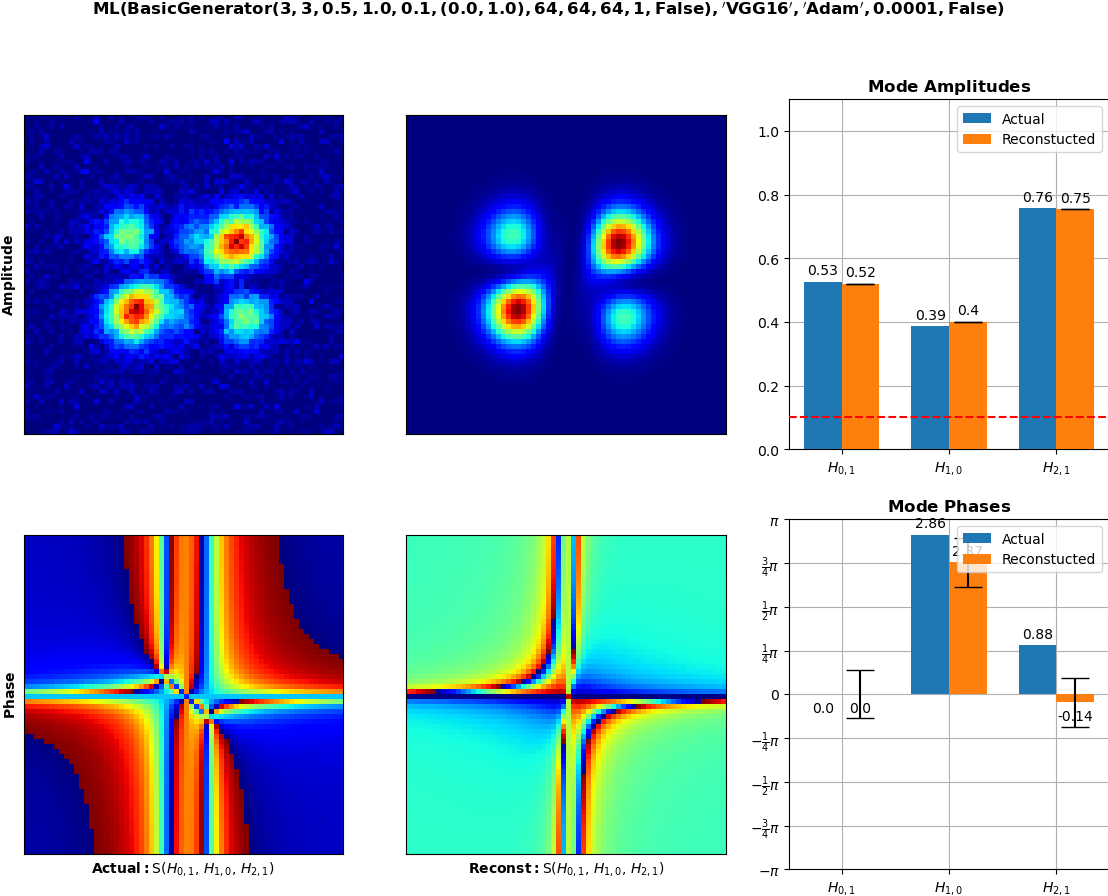 ML(BasicGenerator(3, 3, 0.5, 1.0, 0.1, (0.0, 1.0), 64, 64, 64, 1, False), 'VGG16', 'Adam', 0.0001, False)
Amplitude
Mode Amplitudes
Actual
Reconstucted
1.0
0.8
0.6
0.4
0.2
0.0
0.53
0.52
0.39
0.4
0.76
0.75
H0,1
H1,0
H2,1
Phase
Actual: S(H0,1, H1,0, H2,1)
Reconst: S(H0,1, H1,0, H2,1)
Mode Phases
Actual
Reconstucted
π
3/4π
1/2π
1/4π
0
−1/4π
−1/2π
−3/4π
−π
0.0
0.0
2.86
2.37
0.88
-0.14
H0,1
H1,0
H2,1